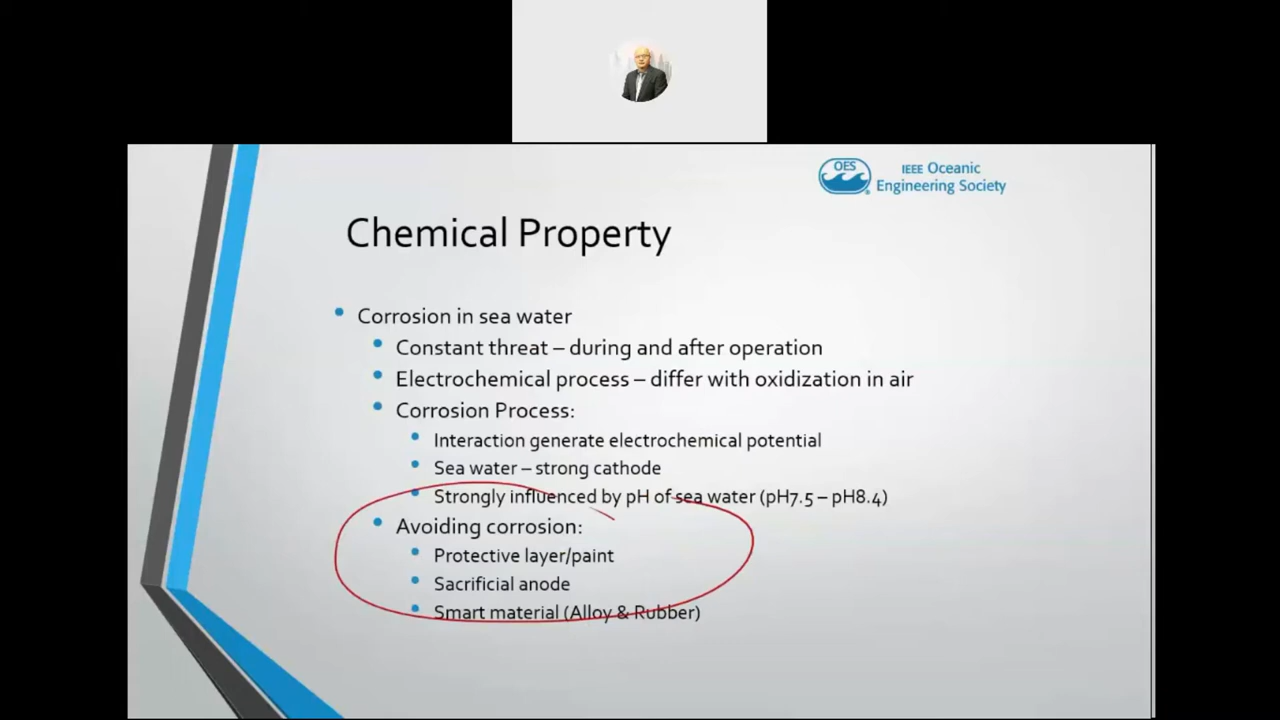 OES
IEEE Oceanic
Engineering Society
Chemical Property
Corrosion in sea water
Constant threat – during and after operation
Electrochemical process – differ with oxidization in air
Corrosion Process:
Interaction generate electrochemical potential
Sea water – strong cathode
Strongly influenced by pH of sea water (pH7.5 – pH8.4)
Avoiding corrosion:
Protective layer/paint
Sacrificial anode
Smart material (Alloy & Rubber)